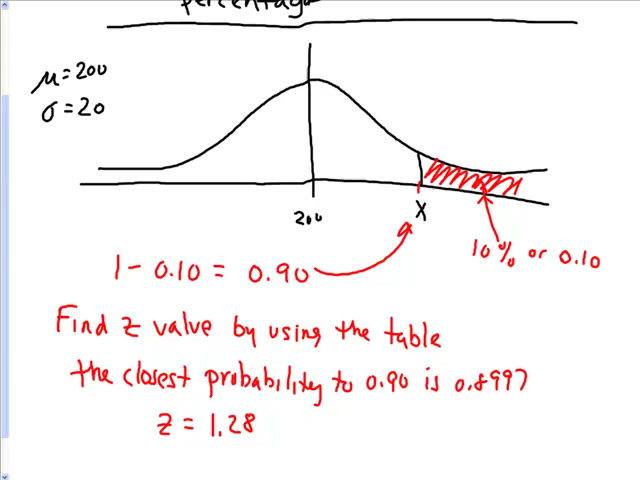 percentage
μ = 200
σ = 20
200
X
10% or 0.10
1 - 0.10 = 0.90
Find z value by using the table
the closest probability to 0.90 is 0.8997
z = 1.28